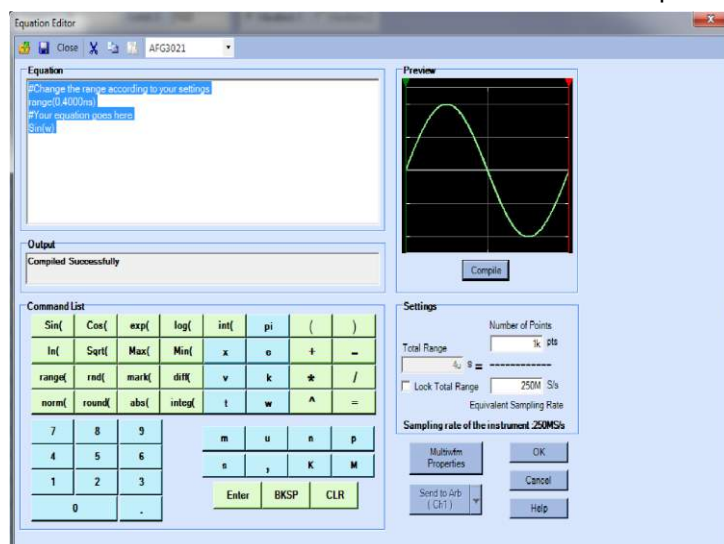 Equation Editor
Close AFG3021
Equation
#Change the range according to your settings
range(0,4000ns)
#Your equation goes here
Sin(w)
Preview
Output
Compiled Successfully
Compile
Command List
Sin( Cos( exp( log( int( pi ( )
ln( Sqrt( Max( Min( x e + -
range( rnd( mark( diff( v k * /
norm( round( abs( integ( t w ^ =
7 8 9
4 5 6
1 2 3
0 .
m u n p
s , K M
Enter BKSP CLR
Settings
Number of Points
Total Range 1k pts
4u s = ------------
Lock Total Range 250M S/s
Equivalent Sampling Rate
Sampling rate of the instrument :250MS/s
Multiwfm Properties
OK
Cancel
Send to Arb ( Ch1 )
Help